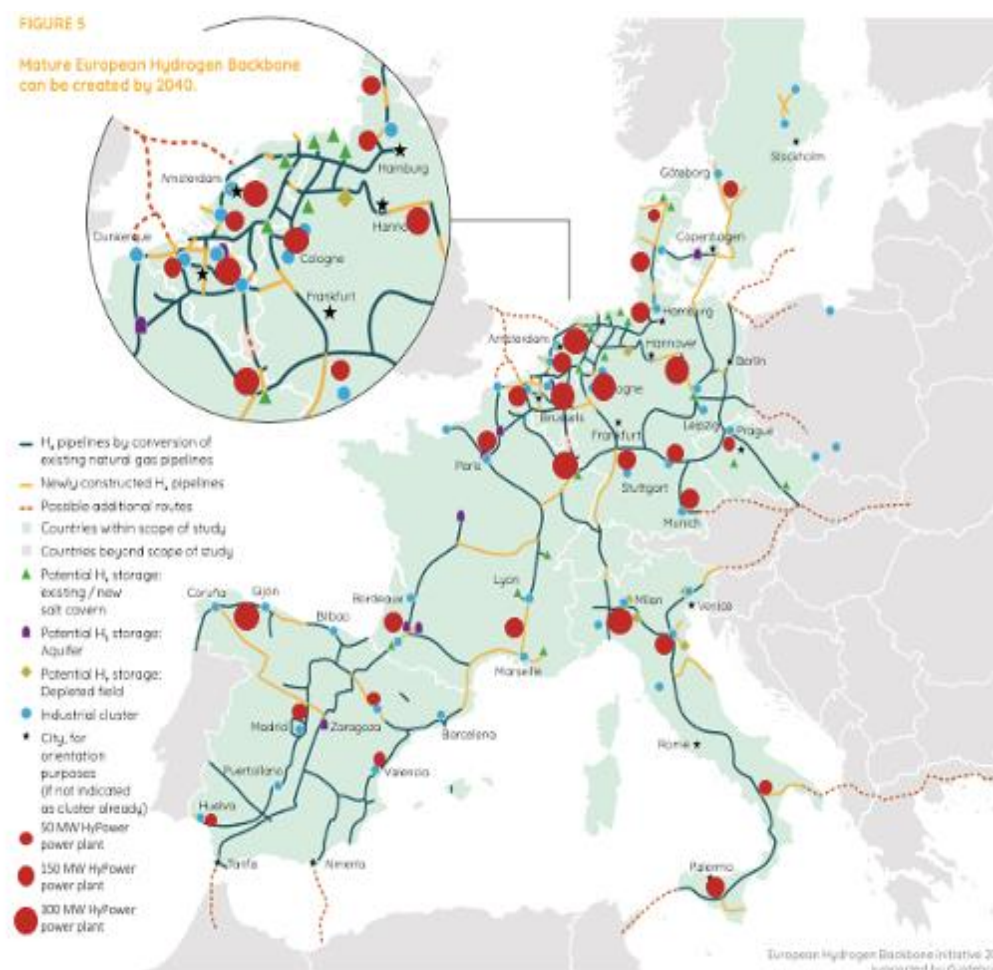 FIGURE 5
Mature European Hydrogen Backbone
can be created by 2040.
Hamburg
Amsterdam
Hanno
Dunkerque
Cologne
Frankfurt
Stockholm
Göteborg
Copenhagen
Hamburg
Amsterdam
Hannover
Berlin
ologne
Brussels
Leipzig
Frankfurt
Prague
Paris
Stuttgart
Munich
H₂ pipelines by conversion of
existing natural gas pipelines
Newly constructed H₂ pipelines
Possible additional routes
Countries within scope of study
Countries beyond scope of study
Potential H₂ storage:
existing / new
salt cavern
Potential H₂ storage:
Aquifer
Potential H₂ storage:
Depleted field
Industrial cluster
City, for
orientation
purposes
(if not indicated
as cluster already)
50 MW HyPower
power plant
150 MW HyPower
power plant
300 MW HyPower
power plant
Lyon
Milan
Venice
Coruña
Gijón
Bordeaux
Bilbao
Marseille
Madrid
Zaragoza
Barcelona
Rome
Puertollano
Valencia
Huelva
Tarifa
Almería
Palermo
European Hydrogen Backbone initiative 20
supported by